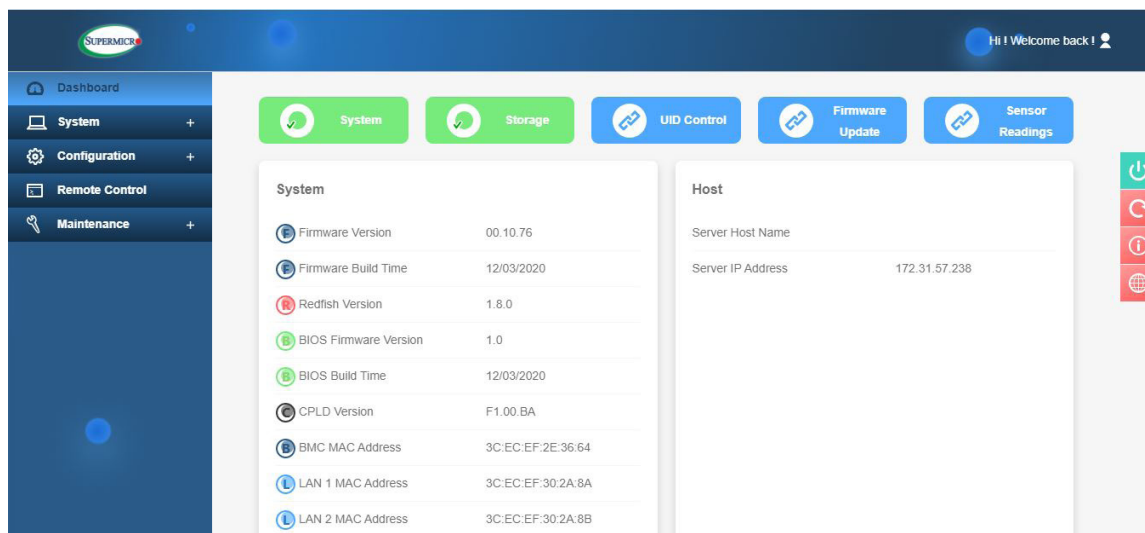 SUPERMICR
Hi ! Welcome back !
Dashboard
System +
Configuration +
Remote Control
Maintenance +
System
Storage
UID Control
Firmware
Update
Sensor
Readings
System
F Firmware Version 00.10.76
F Firmware Build Time 12/03/2020
R Redfish Version 1.8.0
B BIOS Firmware Version 1.0
B BIOS Build Time 12/03/2020
C CPLD Version F1.00.BA
B BMC MAC Address 3C:EC:EF:2E:36:64
L LAN 1 MAC Address 3C:EC:EF:30:2A:8A
L LAN 2 MAC Address 3C:EC:EF:30:2A:8B
Host
Server Host Name
Server IP Address 172.31.57.238